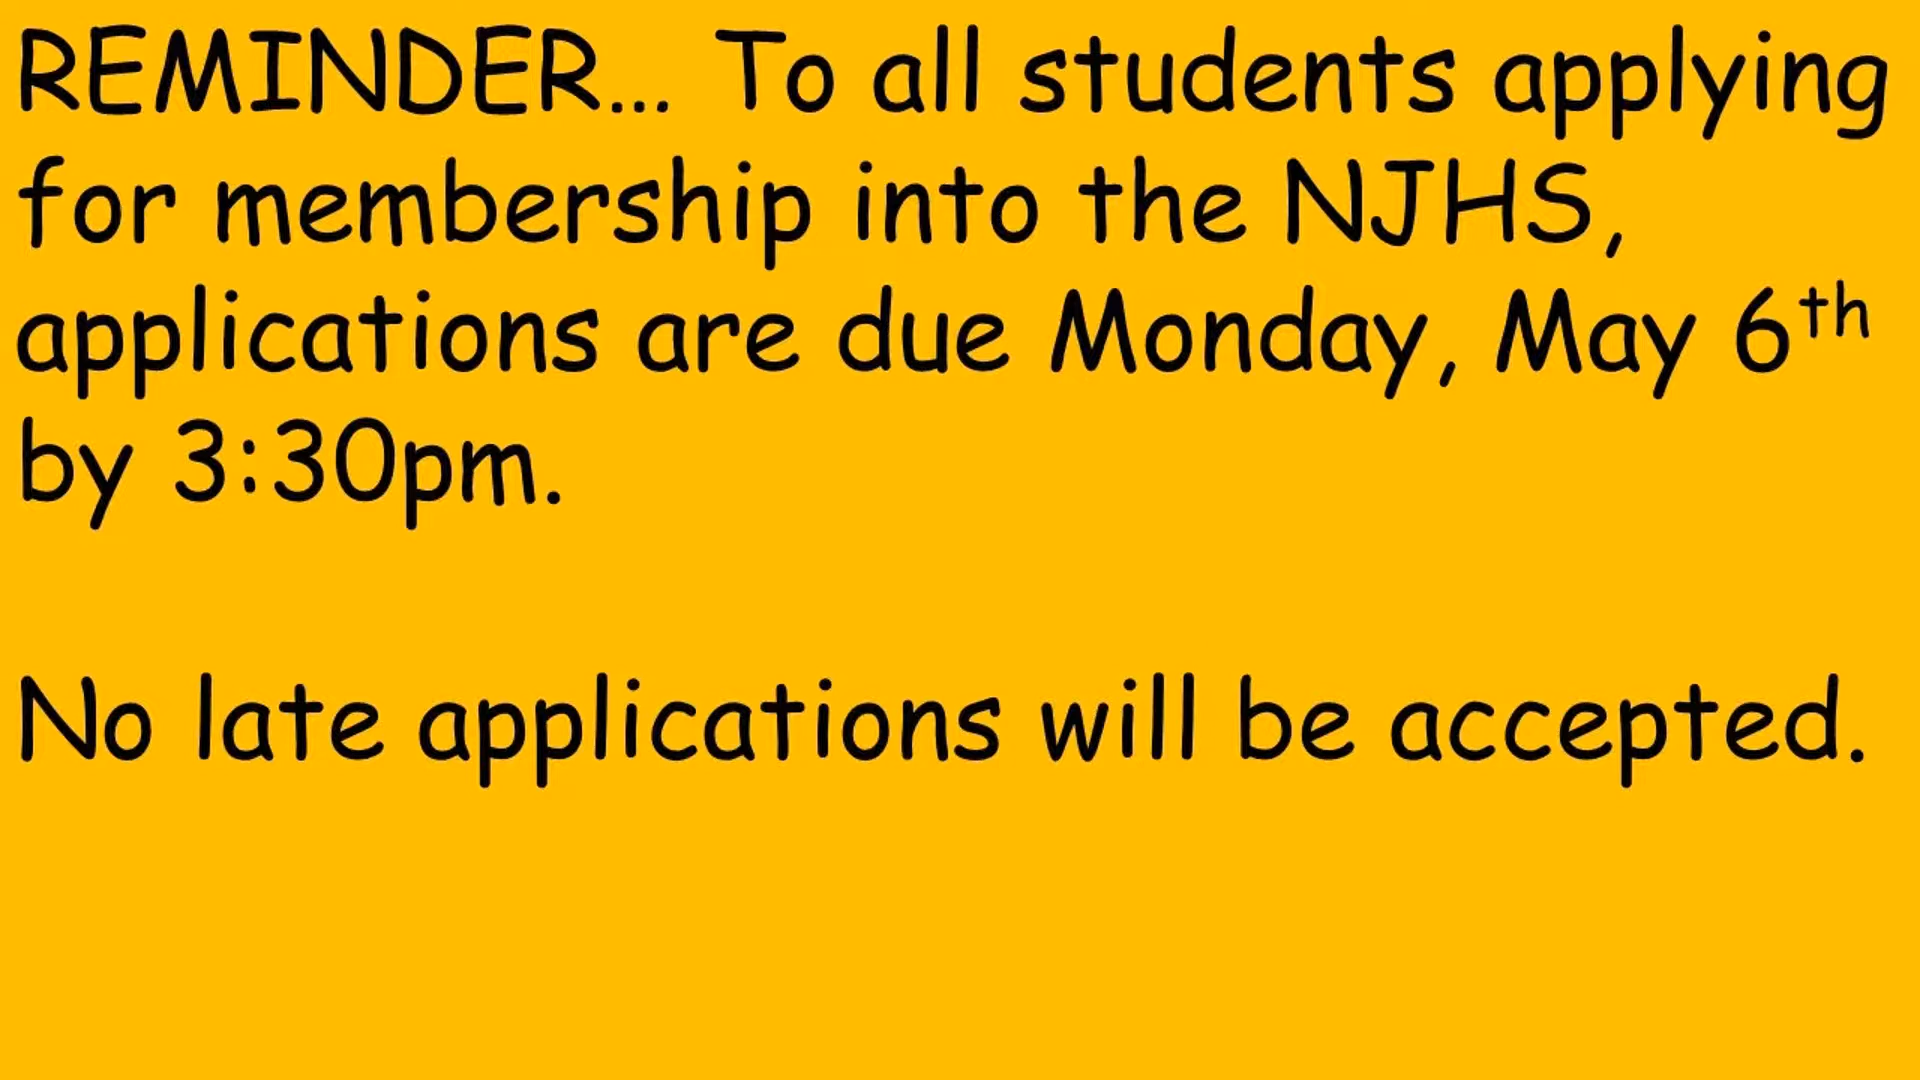 REMINDER... To all students applying
for membership into the NJHS,
applications are due Monday, May 6th
by 3:30pm.
No late applications will be accepted.